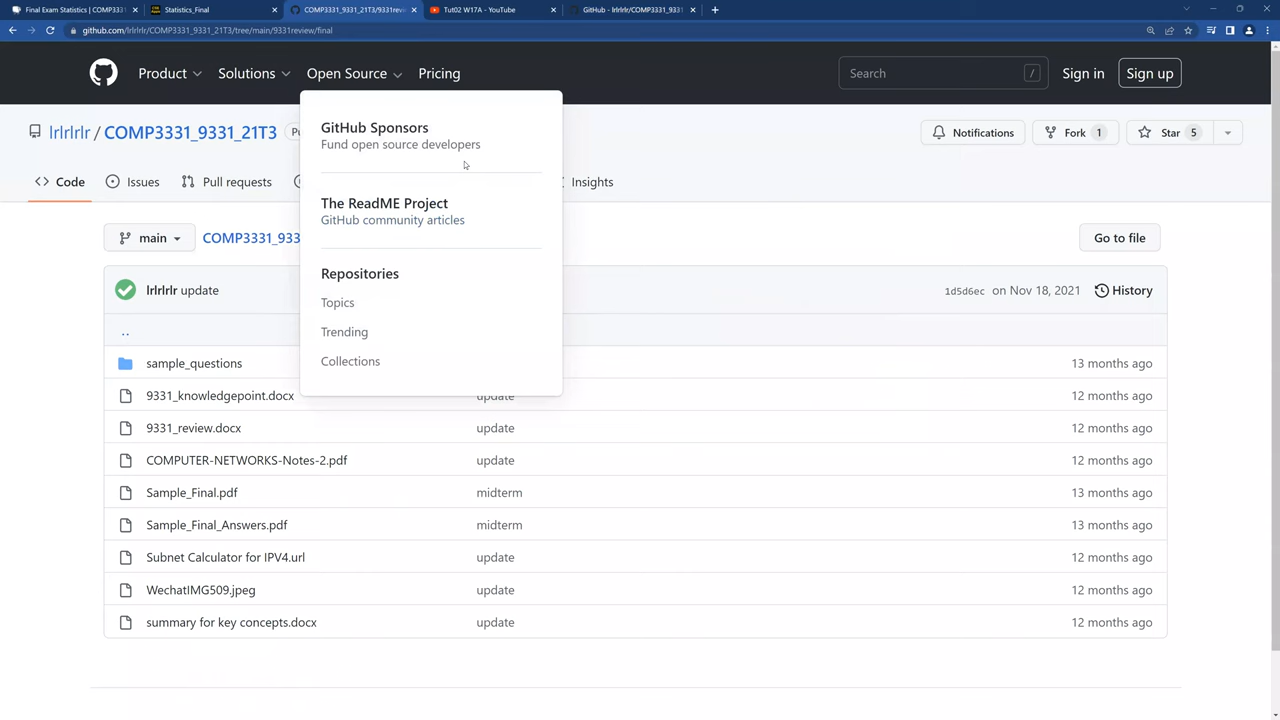 Final Exam Statistics | COMP333
Statistics_Final
COMP3331_9331_21T3/9331revi
Tut02 W17A - YouTube
GitHub - lrlrlrlr/COMP3331_931
github.com/lrlrlrlr/COMP3331_9331_21T3/tree/main/9331review/final
Product
Solutions
Open Source
Pricing
Search
/
Sign in
Sign up
GitHub Sponsors
Fund open source developers
The ReadME Project
GitHub community articles
Repositories
Topics
Trending
Collections
lrlrlrlr / COMP3331_9331_21T3
Pu
Notifications
Fork 1
Star 5
<> Code
Issues
Pull requests
Insights
main
COMP3331_933
Go to file
lrlrlrlr update
1d5d6ec on Nov 18, 2021
History
..
sample_questions
13 months ago
9331_knowledgepoint.docx update 12 months ago
9331_review.docx update 12 months ago
COMPUTER-NETWORKS-Notes-2.pdf update 12 months ago
Sample_Final.pdf midterm 13 months ago
Sample_Final_Answers.pdf midterm 13 months ago
Subnet Calculator for IPV4.url update 12 months ago
WechatIMG509.jpeg update 12 months ago
summary for key concepts.docx update 12 months ago